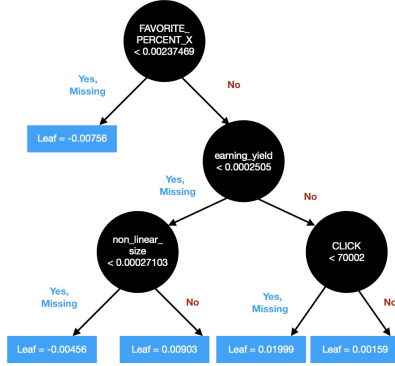 FAVORITE_
PERCENT_X
< 0.00237469
Yes,
Missing
No
Leaf = -0.00756
earning_yield
< 0.0002505
Yes,
Missing
No
non_linear_
size
< 0.00027103
CLICK
< 70002
Yes,
Missing
No
Yes,
Missing
No
Leaf = -0.00456
Leaf = 0.00903
Leaf = 0.01999
Leaf = 0.00159